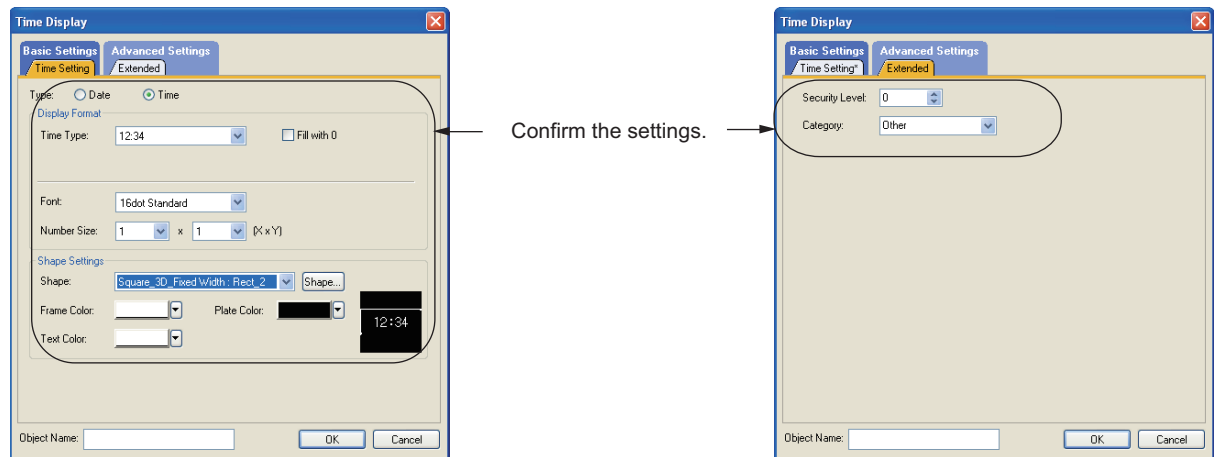 Time Display
Basic Settings Advanced Settings
Time Setting Extended
Type: Date Time
Display Format
Time Type: 12:34 Fill with 0
Font: 16dot Standard
Number Size: 1 x 1 (X x Y)
Shape Settings
Shape: Square_3D_Fixed Width : Rect_2 Shape...
Frame Color: Plate Color:
12:34
Text Color:
Object Name: OK Cancel
Confirm the settings.
Time Display
Basic Settings Advanced Settings
Time Setting* Extended
Security Level: 0
Category: Other
Object Name: OK Cancel